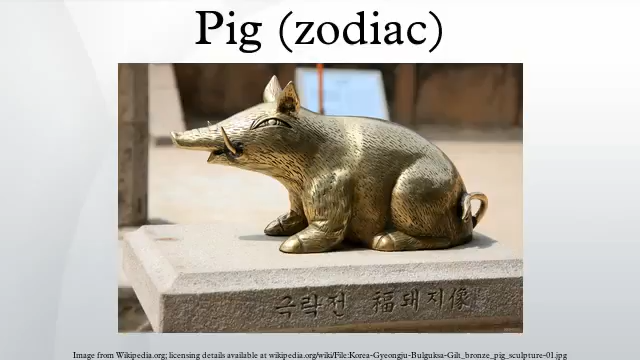 Pig (zodiac)
극락전 福돼지像
Image from Wikipedia.org; licensing details available at wikipedia.org/wiki/File:Korea-Gyeongju-Bulguksa-Gilt_bronze_pig_sculpture-01.jpg